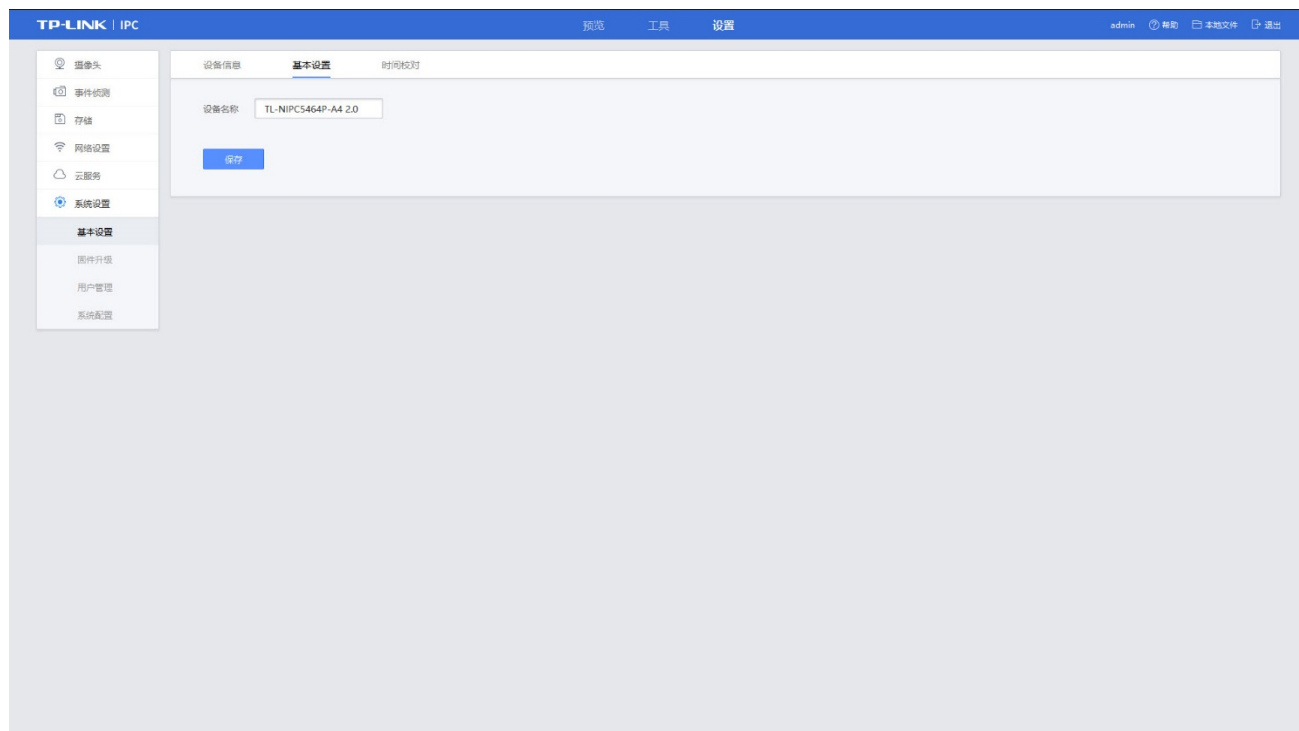 TP-LINK | IPC
预览 工具 设置
admin 帮助 本地文件 退出
摄像头
事件侦测
存储
网络设置
云服务
系统设置
基本设置
固件升级
用户管理
系统配置
设备信息 基本设置 时间校对
设备名称 TL-NIPC5464P-A4 2.0
保存